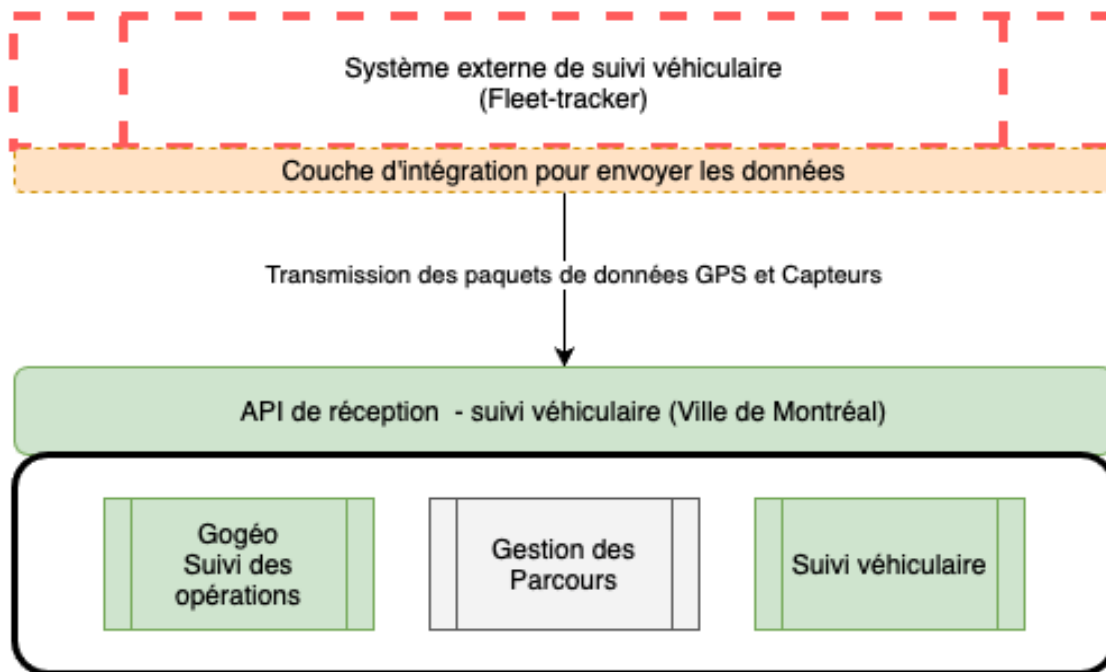 Système externe de suivi véhiculaire
(Fleet-tracker)
Couche d'intégration pour envoyer les données
Transmission des paquets de données GPS et Capteurs
API de réception  - suivi véhiculaire (Ville de Montréal)
Gogéo
Suivi des
opérations
Gestion des
Parcours
Suivi véhiculaire